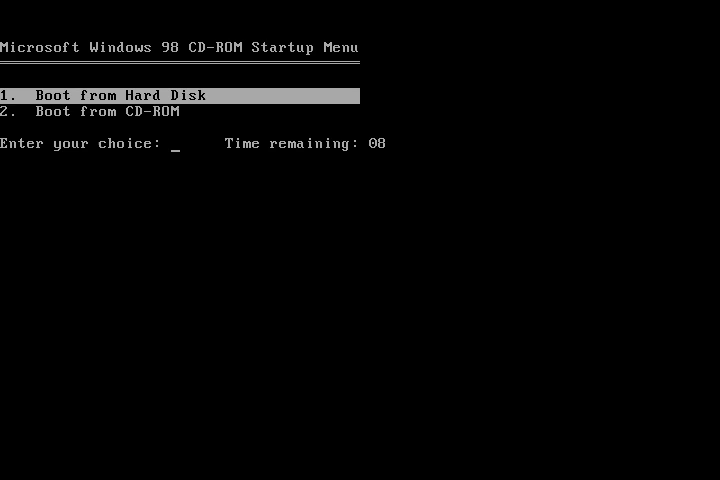 Microsoft Windows 98 CD-ROM Startup Menu
1.  Boot from Hard Disk
2.  Boot from CD-ROM
Enter your choice: _     Time remaining: 08